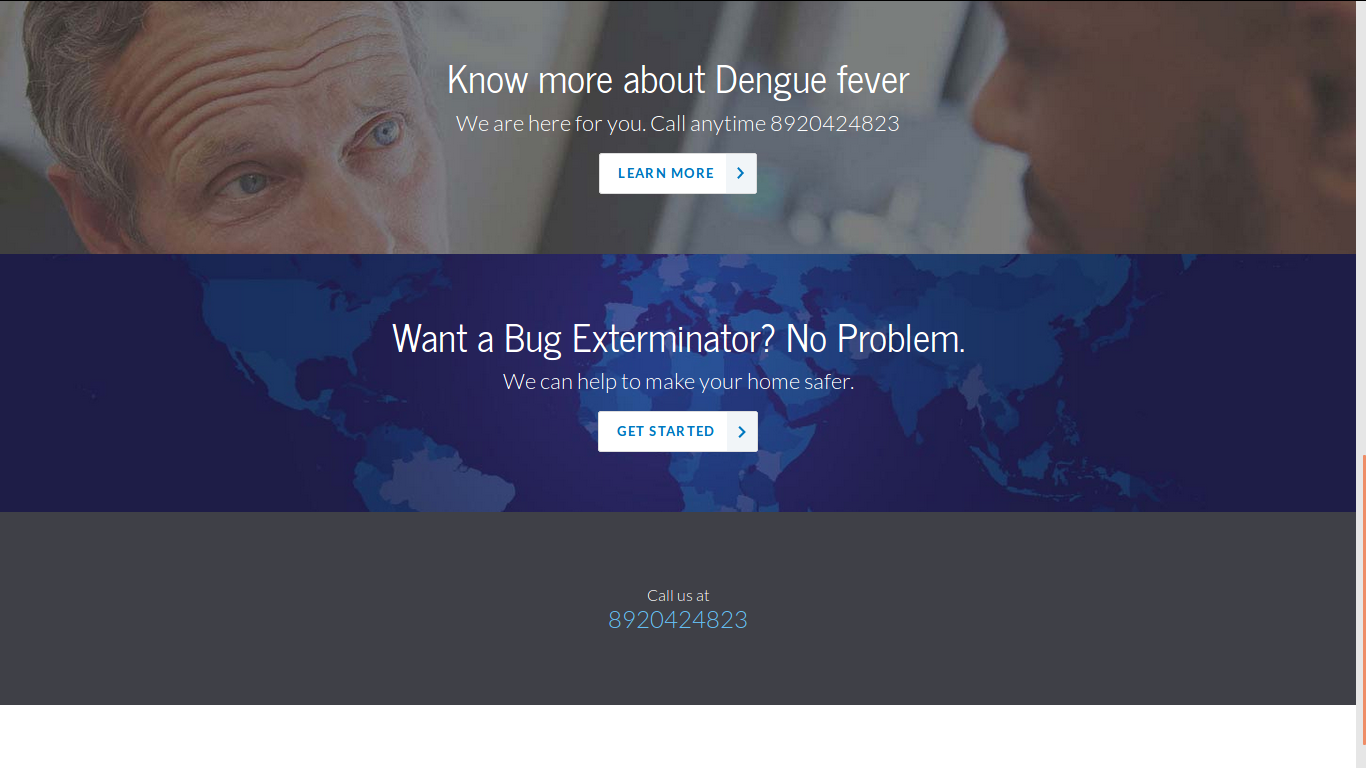 Know more about Dengue fever
We are here for you. Call anytime 8920424823
LEARN MORE
Want a Bug Exterminator? No Problem.
We can help to make your home safer.
GET STARTED
Call us at
8920424823